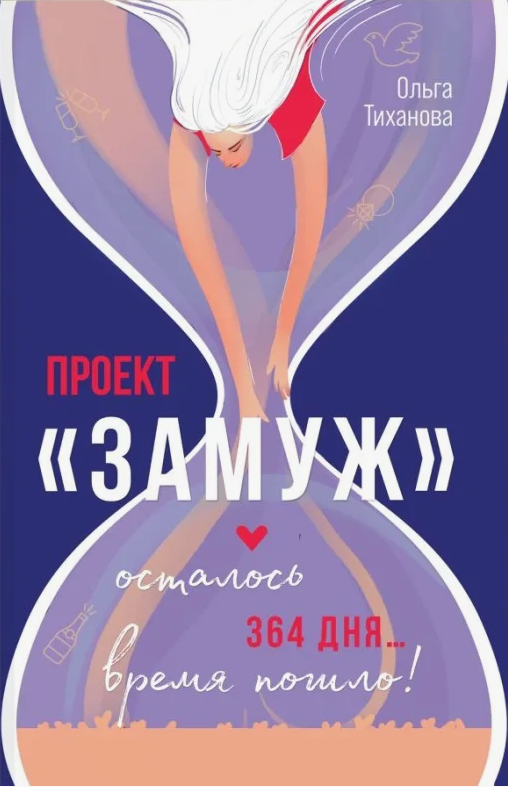 Ольга
Тиханова
ПРОЕКТ
«ЗАМУЖ»
осталось
364 ДНЯ...
время пошло!